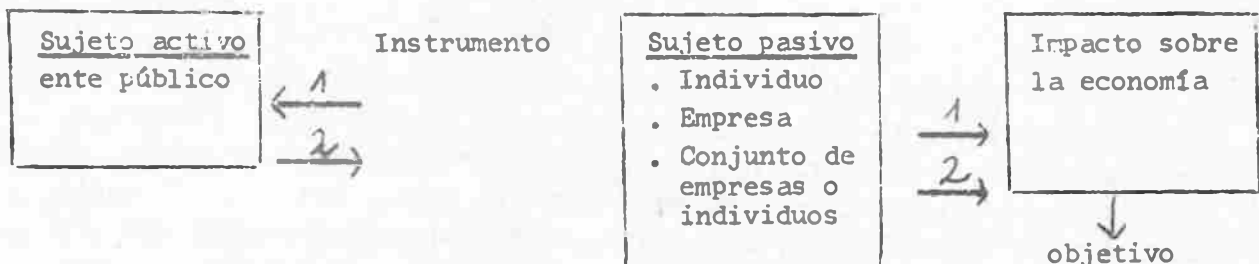 Sujeto activo
ente público
Instrumento
1
2
Sujeto pasivo
. Individuo
. Empresa
. Conjunto de
empresas o
individuos
1
2
Impacto sobre
la economía
objetivo